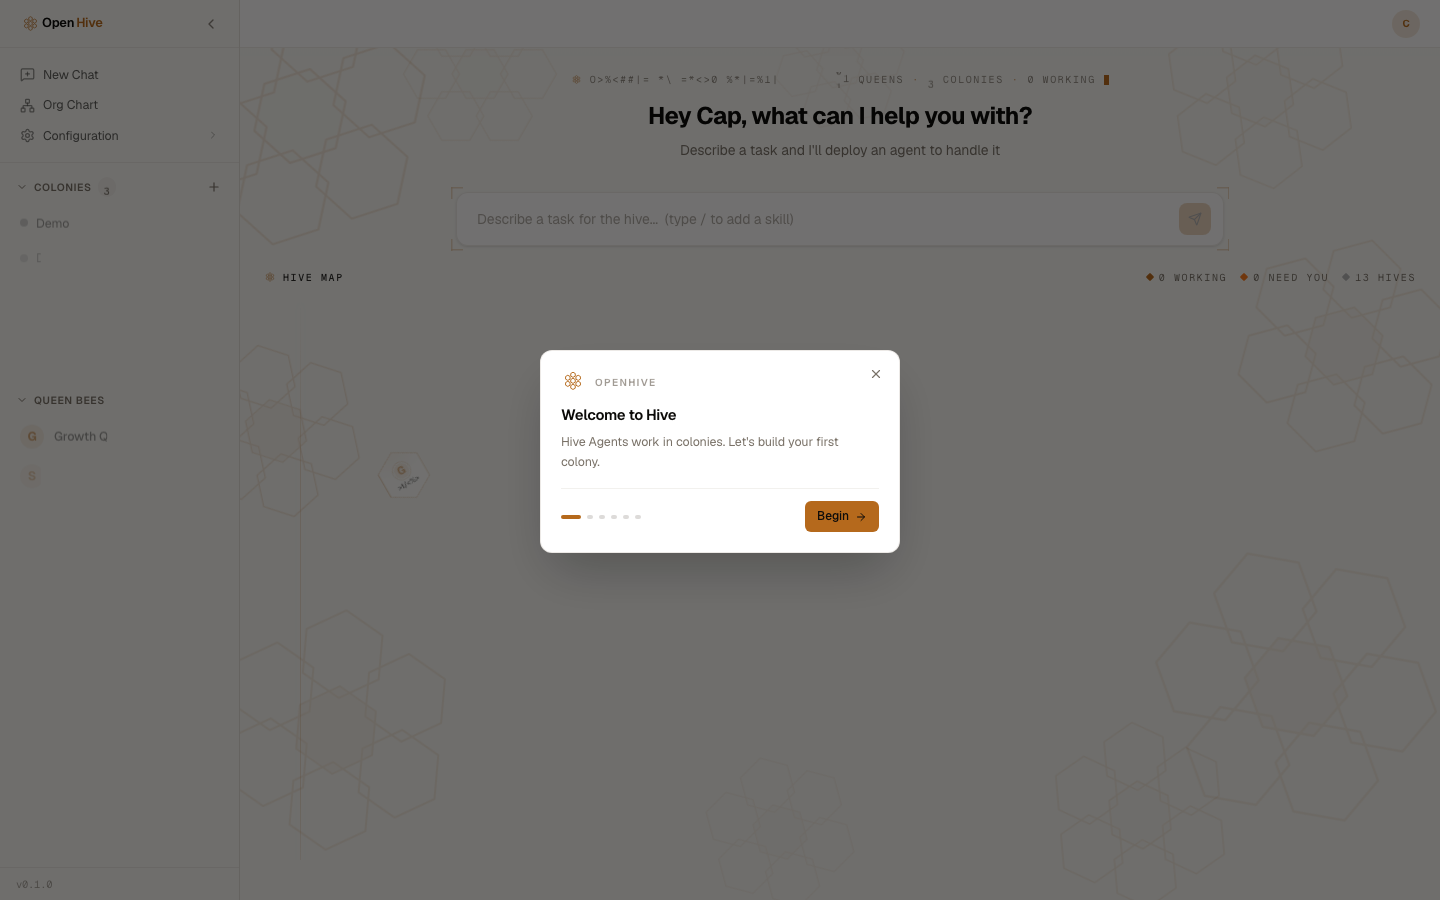 Open Hive
C
New Chat
Org Chart
Configuration
QUEENS · 3 COLONIES · 0 WORKING
Hey Cap, what can I help you with?
Describe a task and I'll deploy an agent to handle it
COLONIES 3
Demo
Describe a task for the hive... (type / to add a skill)
HIVE MAP
0 WORKING 0 NEED YOU 13 HIVES
OPENHIVE
Welcome to Hive
Hive Agents work in colonies. Let's build your first
colony.
Begin
QUEEN BEES
G Growth Q
S
G
v0.1.0